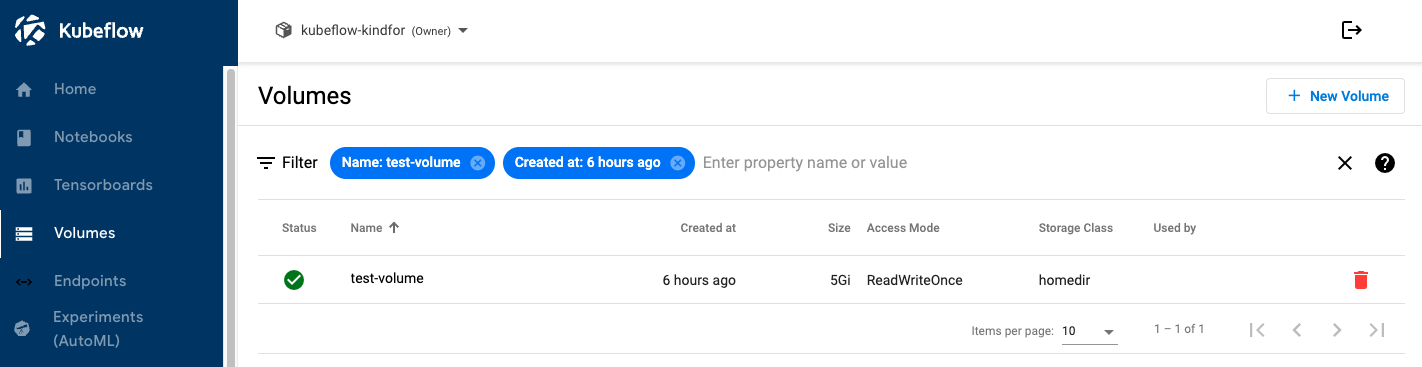 Kubeflow
kubeflow-kindfor (Owner)
Home
Notebooks
Tensorboards
Volumes
Endpoints
Experiments
(AutoML)
Volumes
New Volume
Filter Name: test-volume Created at: 6 hours ago Enter property name or value
Status Name Created at Size Access Mode Storage Class Used by
test-volume 6 hours ago 5Gi ReadWriteOnce homedir
Items per page: 10 1 – 1 of 1